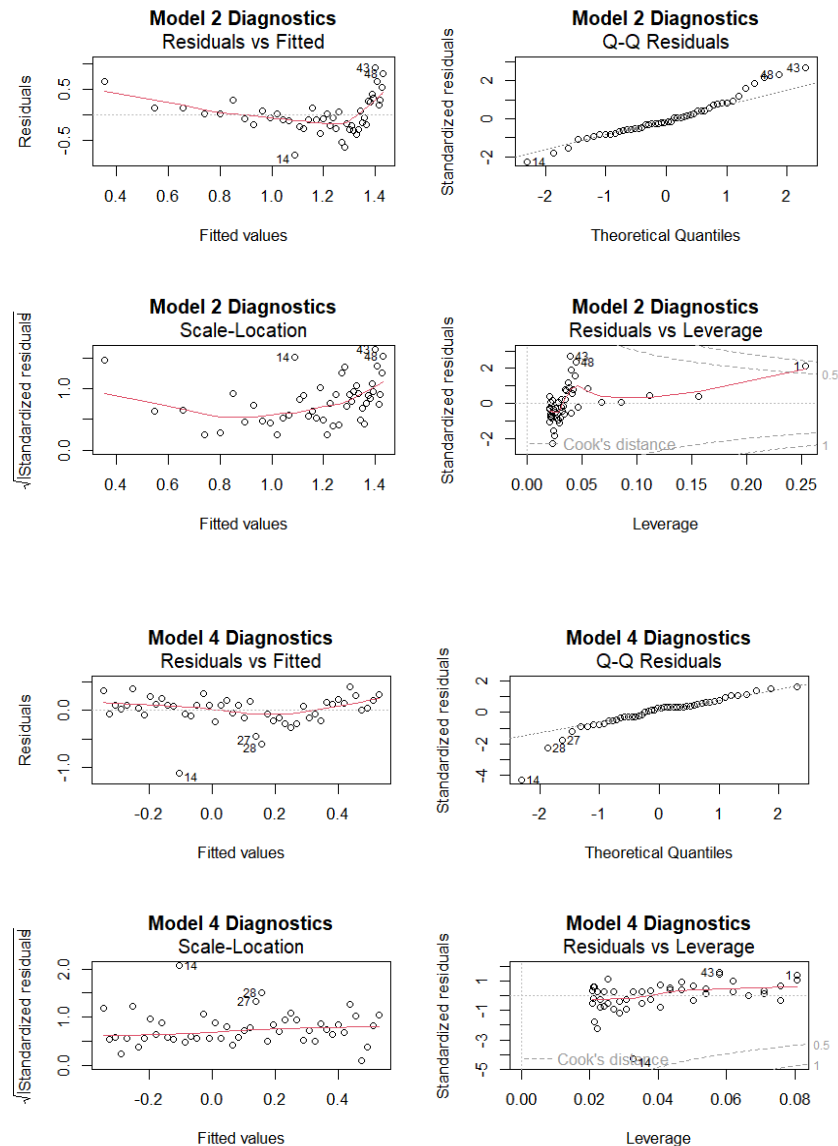 Model 2 Diagnostics
Residuals vs Fitted
Residuals
0.5
-0.5
43
48
14
0.4 0.6 0.8 1.0 1.2 1.4
Fitted values
Model 2 Diagnostics
Q-Q Residuals
Standardized residuals
2
0
-2
48 43
14
-2 -1 0 1 2
Theoretical Quantiles
Model 2 Diagnostics
Scale-Location
√|Standardized residuals|
1.0
0.0
43
48
14
0.4 0.6 0.8 1.0 1.2 1.4
Fitted values
Model 2 Diagnostics
Residuals vs Leverage
Standardized residuals
2
0
-2
43
48
1
0.5
1
Cook's distance
0.00 0.05 0.10 0.15 0.20 0.25
Leverage
Model 4 Diagnostics
Residuals vs Fitted
Residuals
0.0
-1.0
27
28
14
-0.2 0.0 0.2 0.4
Fitted values
Model 4 Diagnostics
Q-Q Residuals
Standardized residuals
2
0
-2
-4
27
28
14
-2 -1 0 1 2
Theoretical Quantiles
Model 4 Diagnostics
Scale-Location
√|Standardized residuals|
2.0
1.0
0.0
14
28
27
-0.2 0.0 0.2 0.4
Fitted values
Model 4 Diagnostics
Residuals vs Leverage
Standardized residuals
1
-1
-3
-5
43
1
14
0.5
1
Cook's distance
0.00 0.02 0.04 0.06 0.08
Leverage